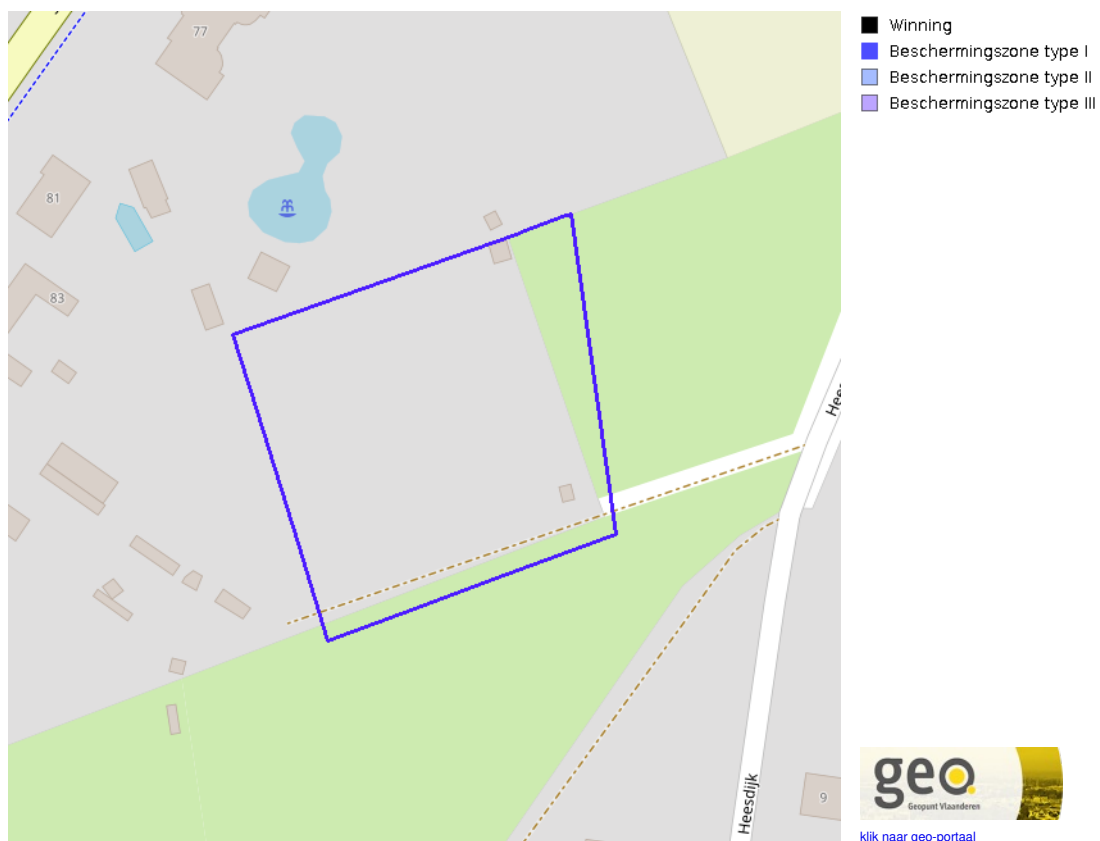 77
81
83
Heesdijk
9
Winning
Beschermingszone type I
Beschermingszone type II
Beschermingszone type III
geo
Geopunt Vlaanderen
klik naar geo-portaal